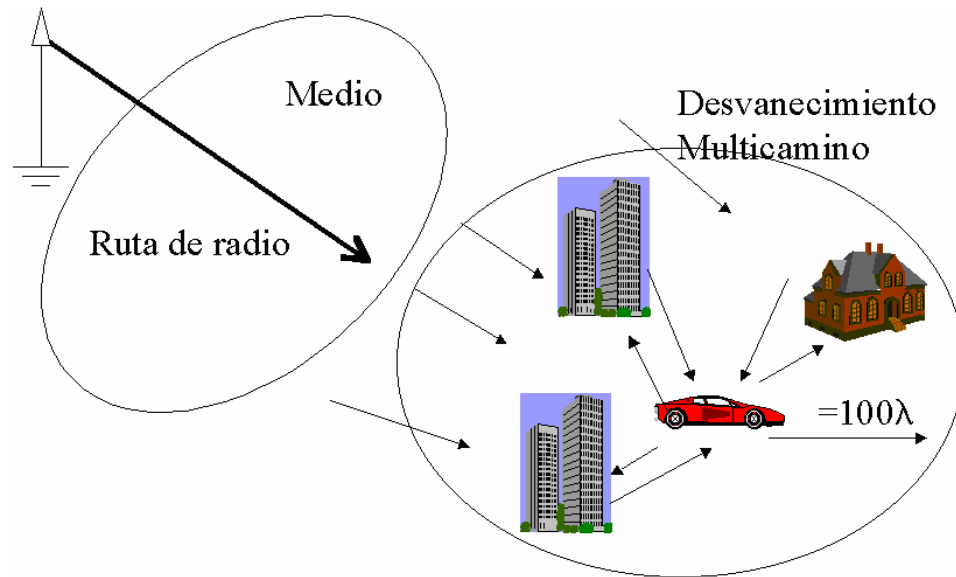 Medio
Desvanecimiento
Multicamino
Ruta de radio
=100λ